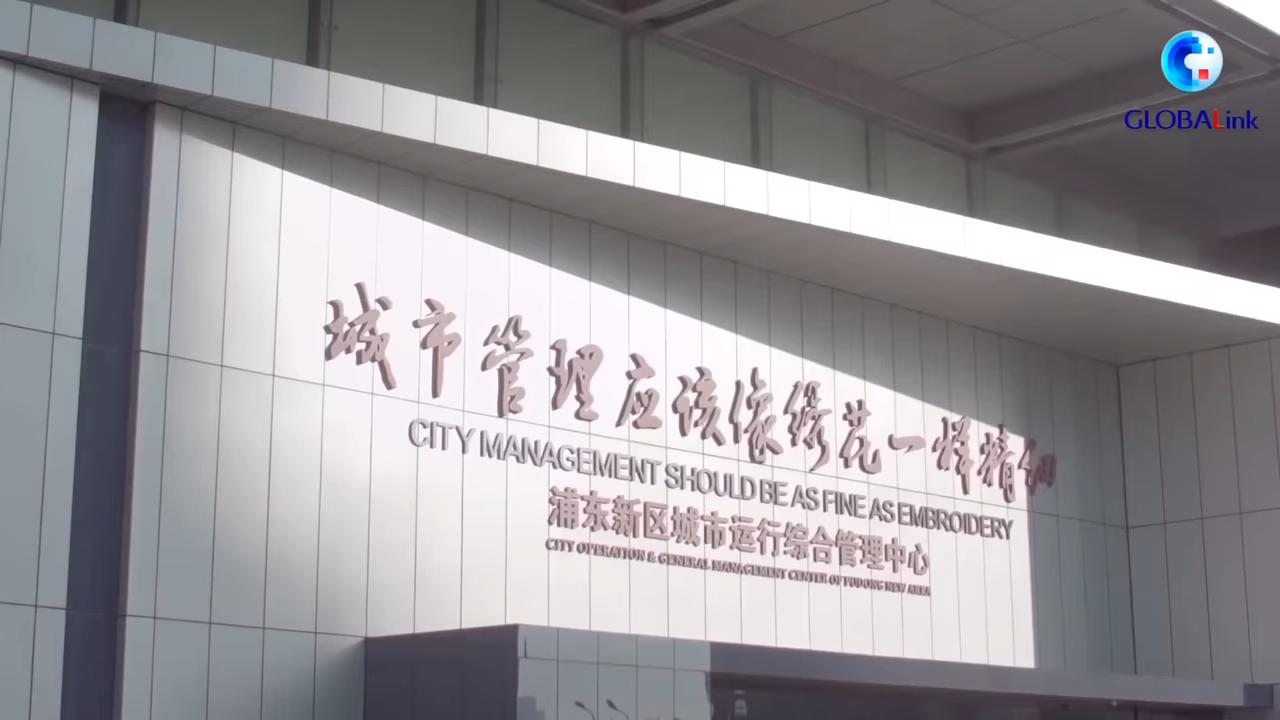 GLOBALink
城市管理应该像绣花一样精细
CITY MANAGEMENT SHOULD BE AS FINE AS EMBROIDERY
浦东新区城市运行综合管理中心
CITY OPERATION & GENERAL MANAGEMENT CENTER OF PUDONG NEW AREA